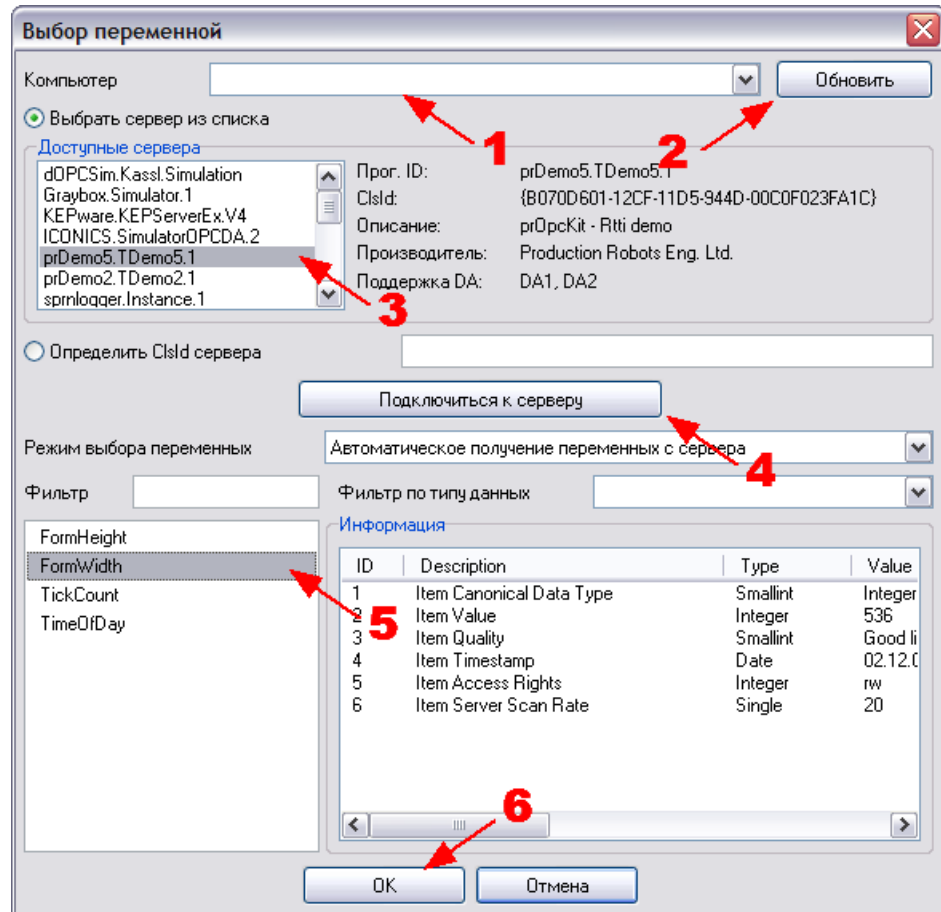 Выбор переменной
Компьютер
Обновить
Выбрать сервер из списка
1
2
Доступные сервера
dOPCSim.Kassl.Simulation
Graybox.Simulator.1
KEPware.KEPServerEx.V4
ICONICS.SimulatorOPCDA.2
prDemo5.TDemo5.1
prDemo2.TDemo2.1
sprnlogger.Instance.1
Прог. ID: prDemo5.TDemo5.1
ClsId: {B070D601-12CF-11D5-944D-00C0F023FA1C}
Описание: prOpcKit - Rtti demo
Производитель: Production Robots Eng. Ltd.
Поддержка DA: DA1, DA2
3
Определить ClsId сервера
Подключиться к серверу
Режим выбора переменных Автоматическое получение переменных с сервера
4
Фильтр Фильтр по типу данных
FormHeight
FormWidth
TickCount
TimeOfDay
5
Информация
ID Description Type Value
1 Item Canonical Data Type Smallint Integer
2 Item Value Integer 536
3 Item Quality Smallint Good li
4 Item Timestamp Date 02.12.0
5 Item Access Rights Integer rw
6 Item Server Scan Rate Single 20
6
OK Отмена